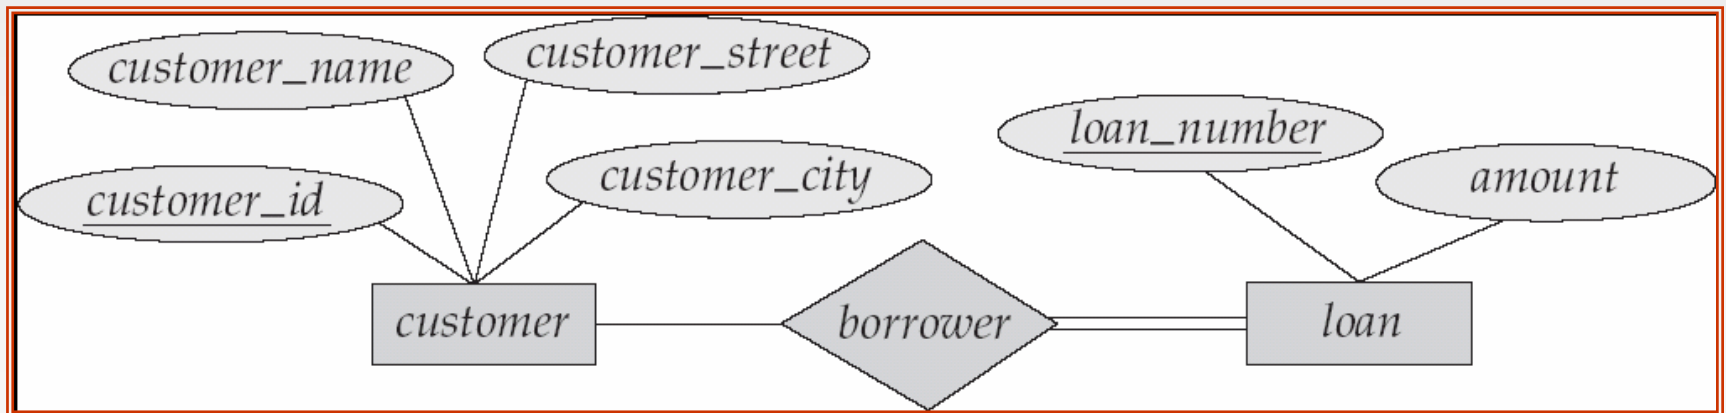 customer_name
customer_street
customer_id
customer_city
loan_number
amount
customer
borrower
loan